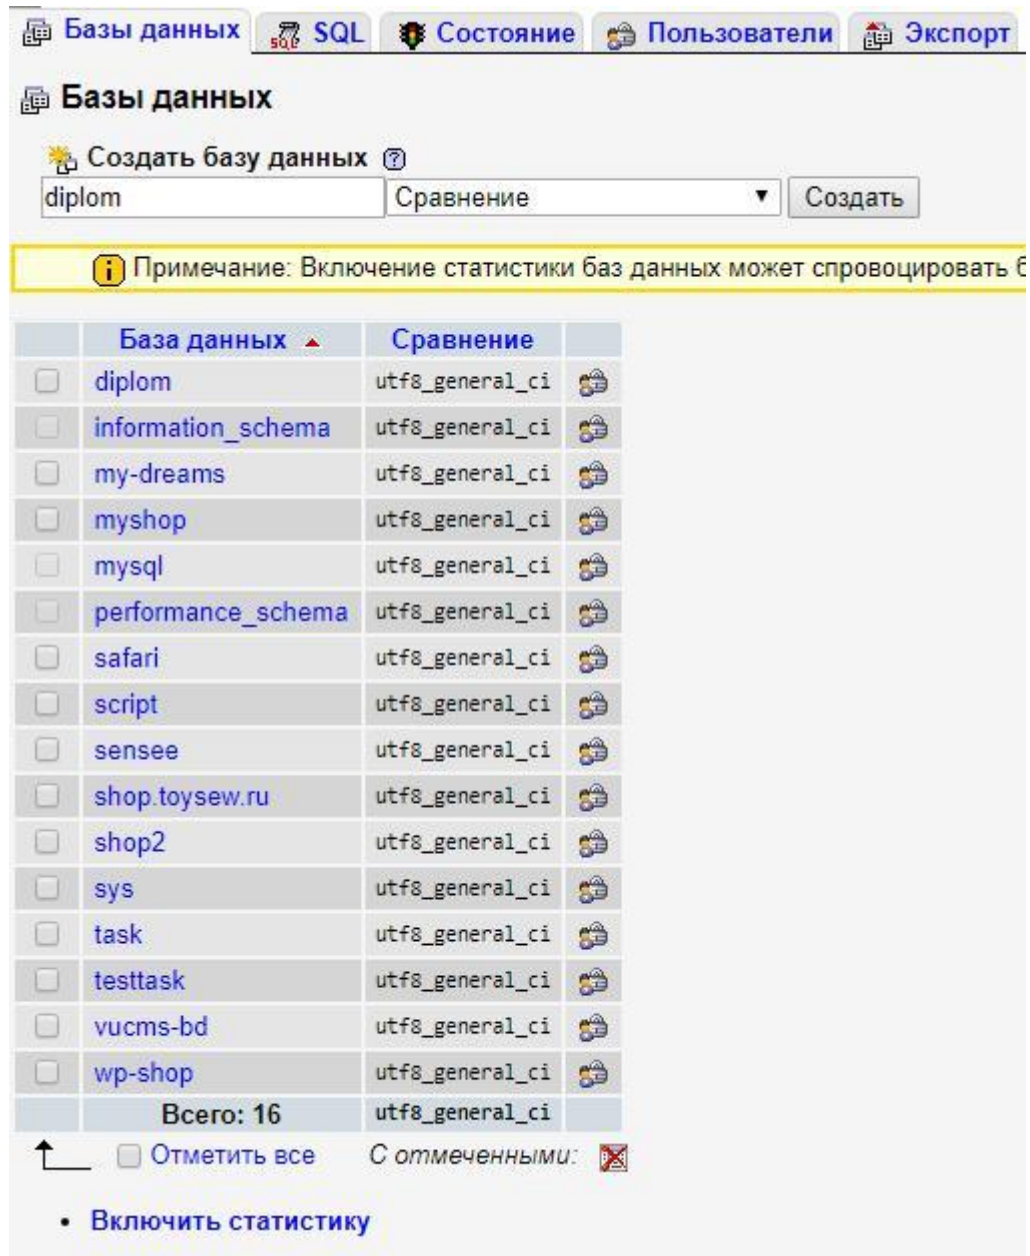 Базы данных SQL Состояние Пользователи Экспорт
Базы данных
Создать базу данных
diplom Сравнение Создать
Примечание: Включение статистики баз данных может спровоцировать
База данных Сравнение
diplom utf8_general_ci
information_schema utf8_general_ci
my-dreams utf8_general_ci
myshop utf8_general_ci
mysql utf8_general_ci
performance_schema utf8_general_ci
safari utf8_general_ci
script utf8_general_ci
sensee utf8_general_ci
shop.toysew.ru utf8_general_ci
shop2 utf8_general_ci
sys utf8_general_ci
task utf8_general_ci
testtask utf8_general_ci
vucms-bd utf8_general_ci
wp-shop utf8_general_ci
Всего: 16 utf8_general_ci
Отметить все С отмеченными:
• Включить статистику